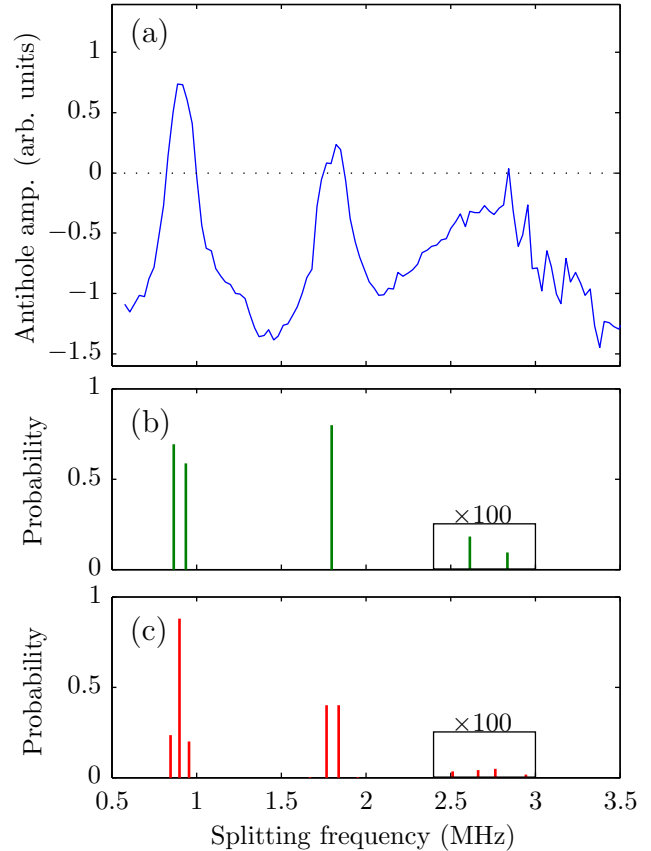 (a)
Antihole amp. (arb. units)
1
0.5
0
−0.5
−1
−1.5
(b)
Probability
1
0.5
0
×100
(c)
Probability
1
0.5
0
×100
0.5 1 1.5 2 2.5 3 3.5
Splitting frequency (MHz)